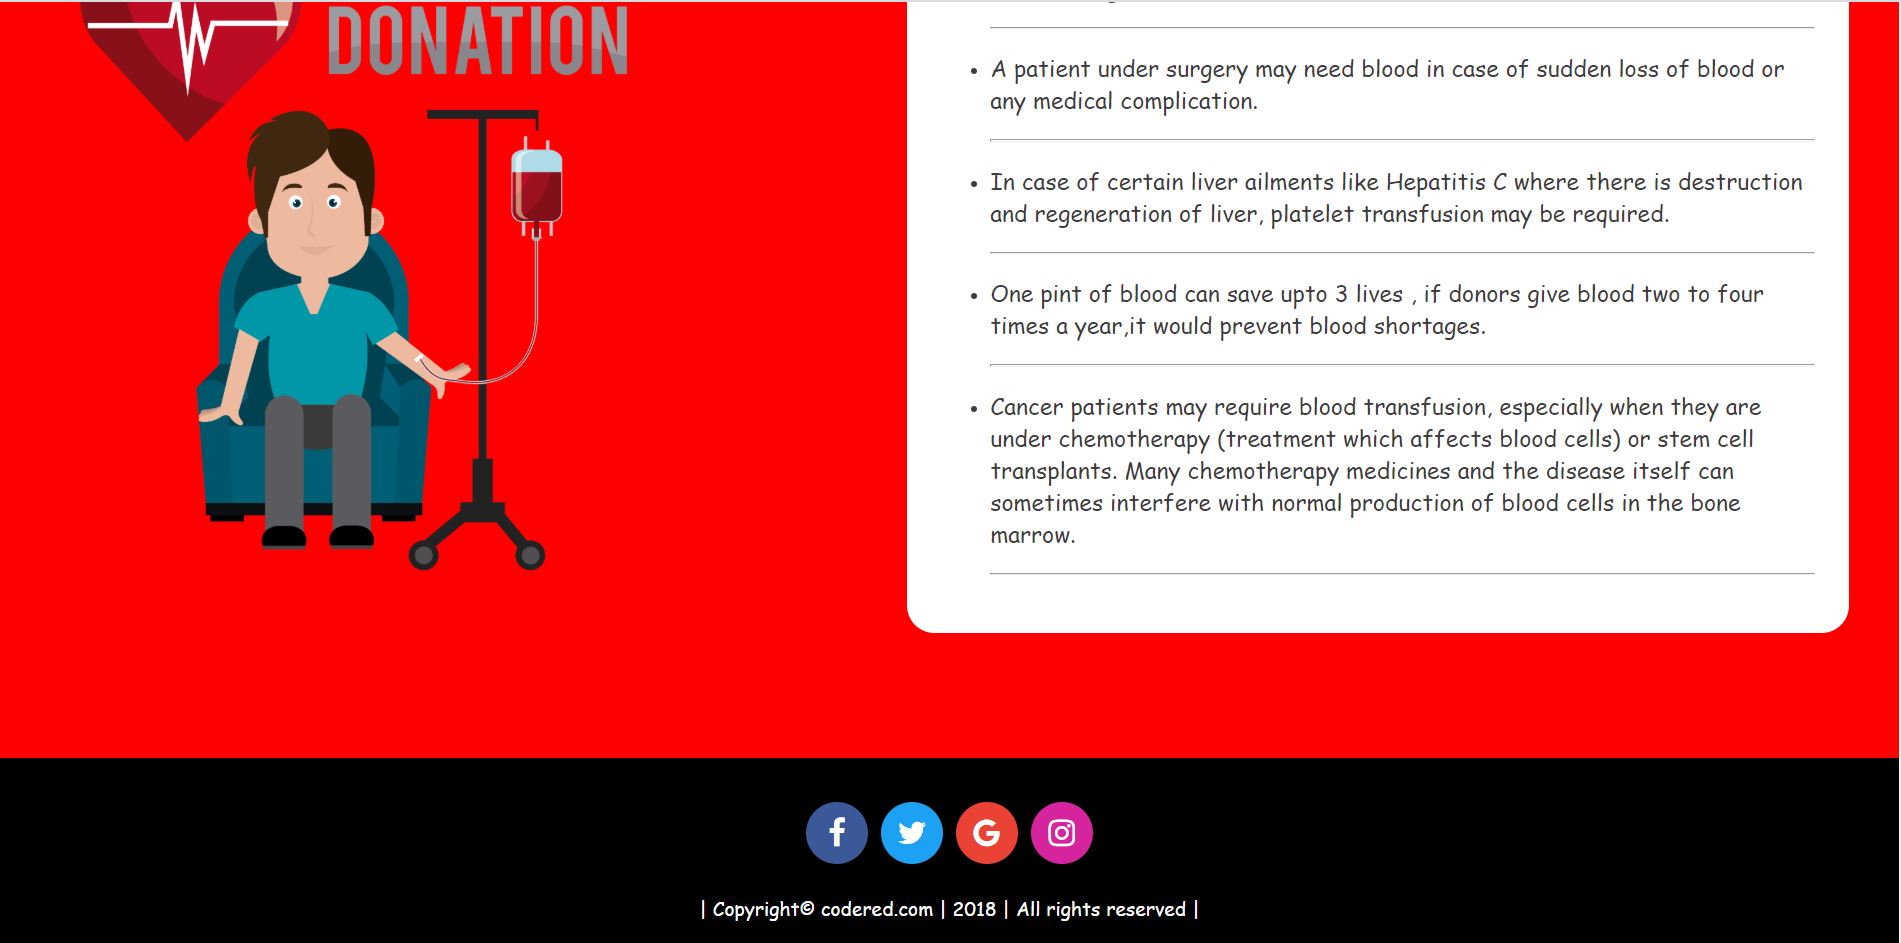 DONATION
• A patient under surgery may need blood in case of sudden loss of blood or
any medical complication.
• In case of certain liver ailments like Hepatitis C where there is destruction
and regeneration of liver, platelet transfusion may be required.
• One pint of blood can save upto 3 lives , if donors give blood two to four
times a year,it would prevent blood shortages.
• Cancer patients may require blood transfusion, especially when they are
under chemotherapy (treatment which affects blood cells) or stem cell
transplants. Many chemotherapy medicines and the disease itself can
sometimes interfere with normal production of blood cells in the bone
marrow.
| Copyright© codered.com | 2018 | All rights reserved |